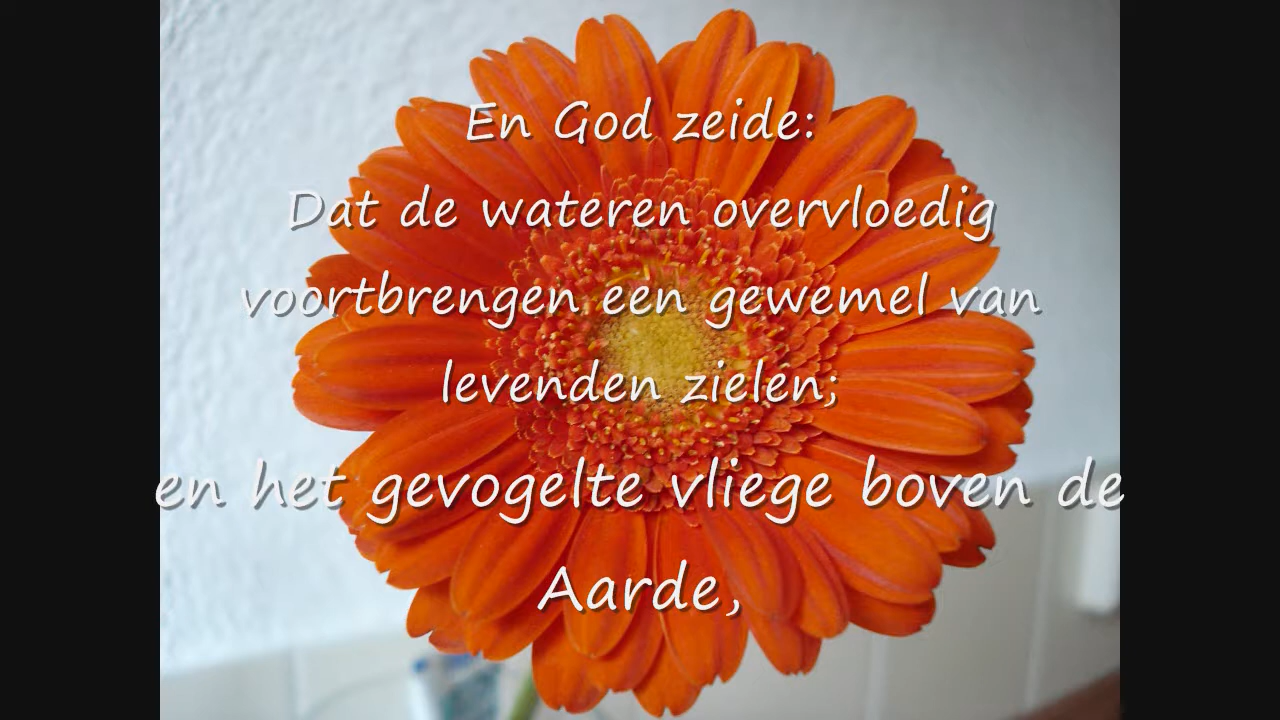 En God zeide:
Dat de wateren overvloedig
voortbrengen een gewemel van
levenden zielen;
en het gevogelte vliege boven de
Aarde,